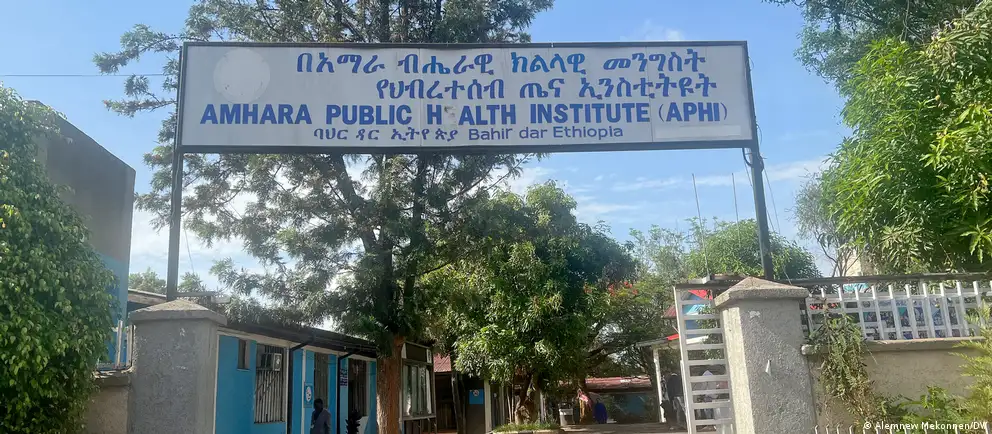 በአማራ ብሔራዊ ክልላዊ መንግስት
የህብረተሰብ ጤና ኢንስቲትዩት
AMHARA PUBLIC HEALTH INSTITUTE (APHI)
ባህር ዳር ኢትዮጵያ Bahir dar Ethiopia
© Alemnew Mekonnen/DW